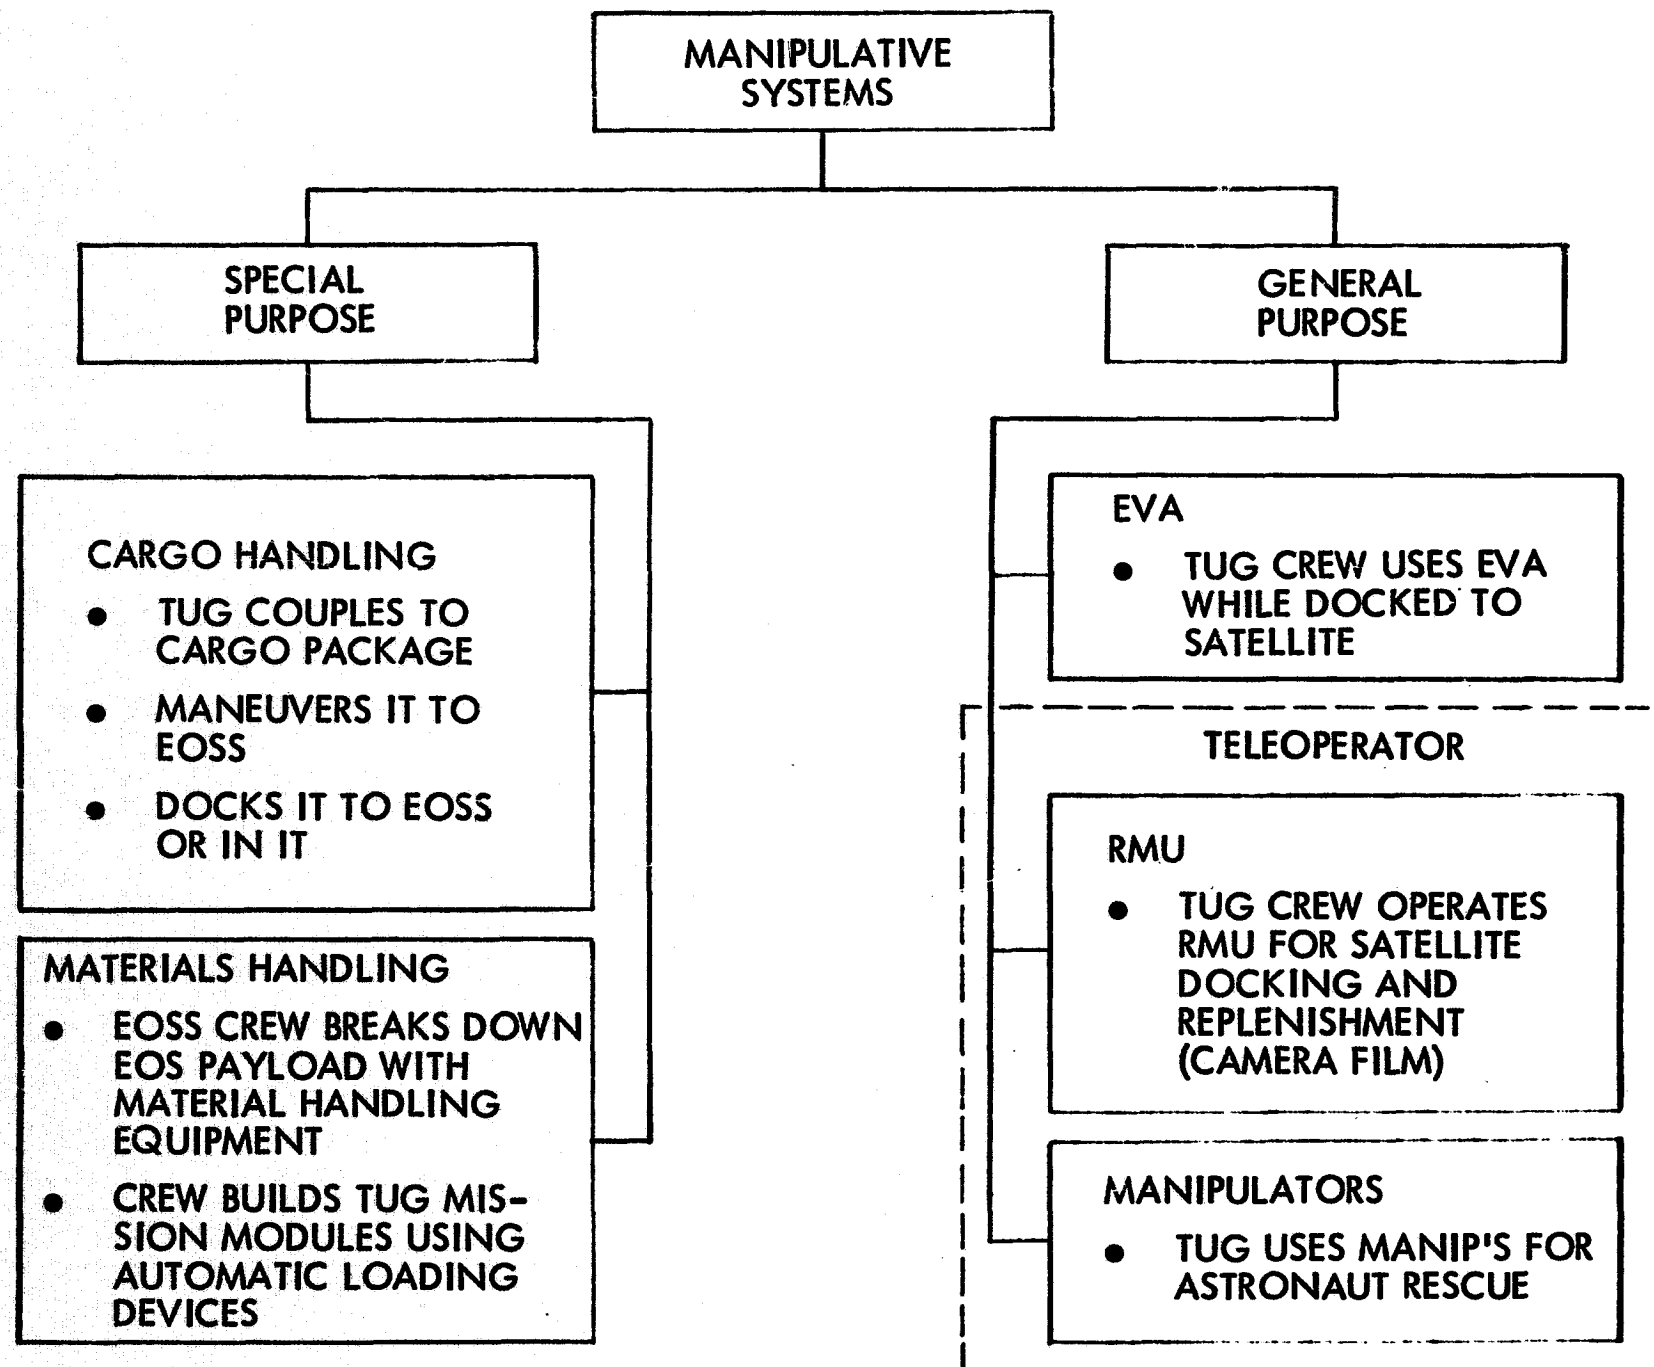 MANIPULATIVE
SYSTEMS
SPECIAL
PURPOSE
GENERAL
PURPOSE
CARGO HANDLING
● TUG COUPLES TO
CARGO PACKAGE
● MANEUVERS IT TO
EOSS
● DOCKS IT TO EOSS
OR IN IT
MATERIALS HANDLING
● EOSS CREW BREAKS DOWN
EOS PAYLOAD WITH
MATERIAL HANDLING
EQUIPMENT
● CREW BUILDS TUG MIS-
SION MODULES USING
AUTOMATIC LOADING
DEVICES
EVA
● TUG CREW USES EVA
WHILE DOCKED TO
SATELLITE
TELEOPERATOR
RMU
● TUG CREW OPERATES
RMU FOR SATELLITE
DOCKING AND
REPLENISHMENT
(CAMERA FILM)
MANIPULATORS
● TUG USES MANIP'S FOR
ASTRONAUT RESCUE